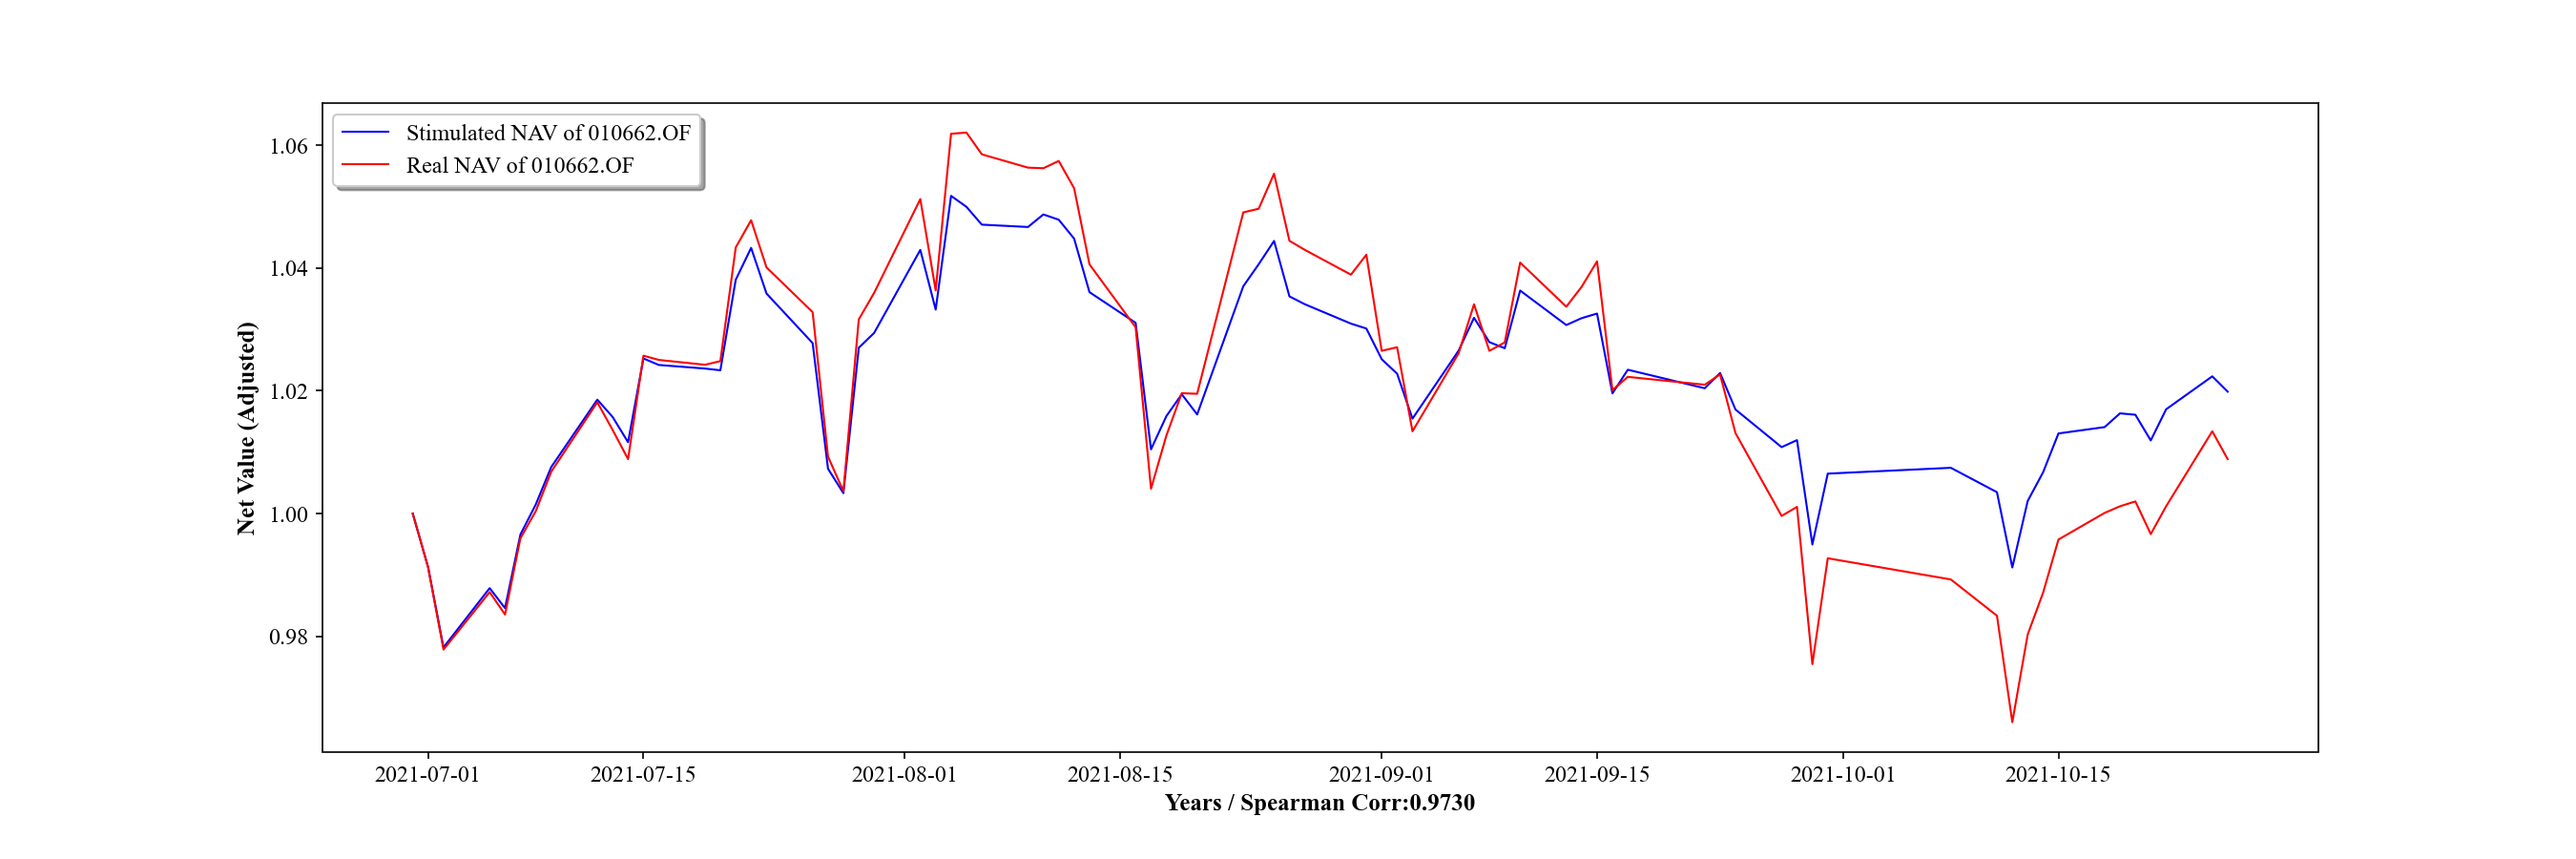 Stimulated NAV of 010662.OF
Real NAV of 010662.OF
1.06
1.04
1.02
1.00
0.98
Net Value (Adjusted)
2021-07-01 2021-07-15 2021-08-01 2021-08-15 2021-09-01 2021-09-15 2021-10-01 2021-10-15
Years / Spearman Corr:0.9730